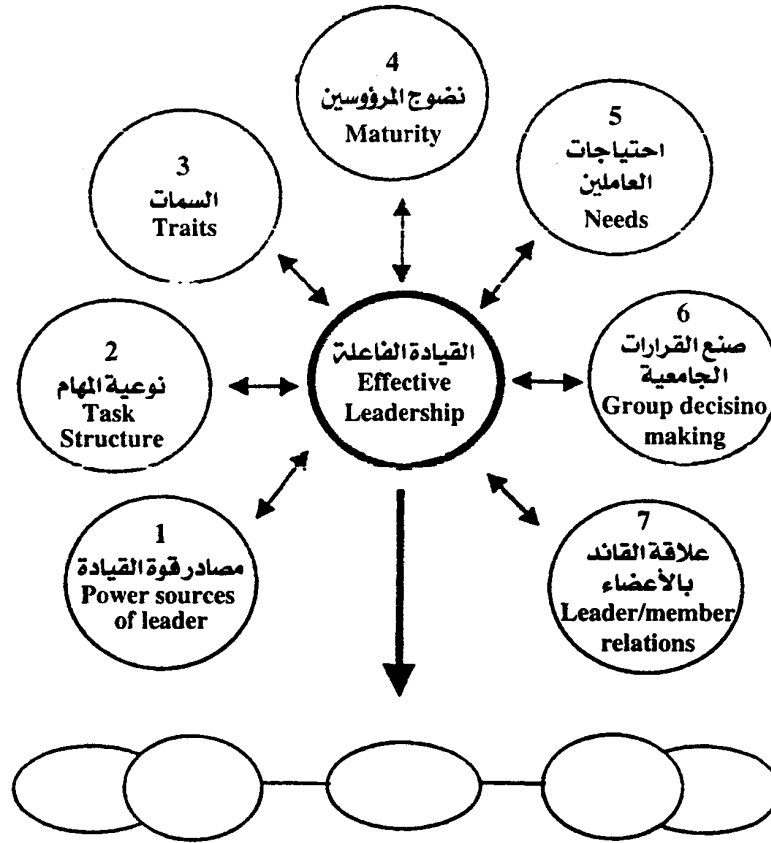 1
مصادر قوة القيادة
Power sources
of leader
2
نوعية المهام
Task
Structure
3
السمات
Traits
4
نضوج المرؤوسين
Maturity
5
احتياجات
العاملين
Needs
6
صنع القرارات
الجامعية
Group decisino
making
7
علاقة القائد
بالأعضاء
Leader/member
relations
القيادة الفاعلة
Effective
Leadership